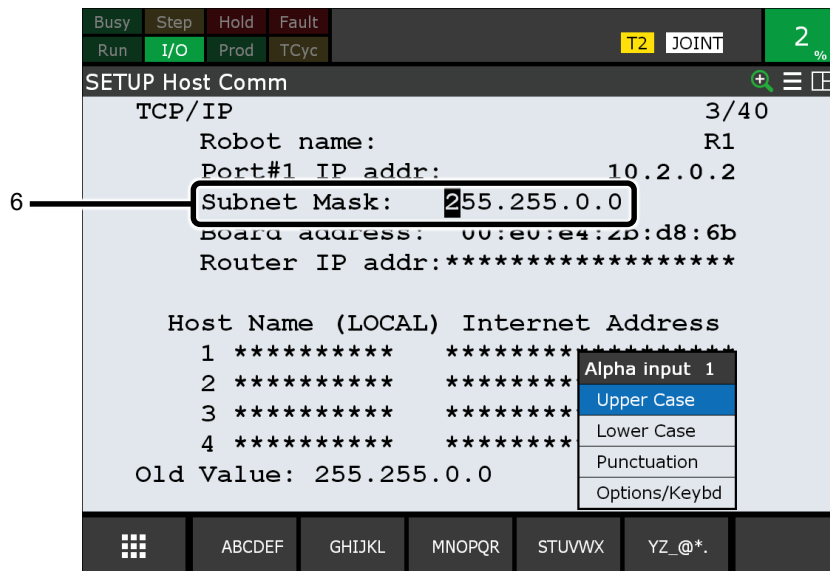 Busy Step Hold Fault
Run I/O Prod TCyc
T2 JOINT
2 %
SETUP Host Comm
TCP/IP 3/40
Robot name: R1
Port#1 IP addr: 10.2.0.2
6
Subnet Mask: 255.255.0.0
Board address: 00:e0:e4:2b:d8:6b
Router IP addr:******************
Host Name (LOCAL) Internet Address
1 ********** ******************
2 ********** ********
3 ********** ********
4 ********** ********
Alpha input 1
Upper Case
Lower Case
Punctuation
Options/Keybd
Old Value: 255.255.0.0
ABCDEF GHIJKL MNOPQR STUVWX YZ_@*.